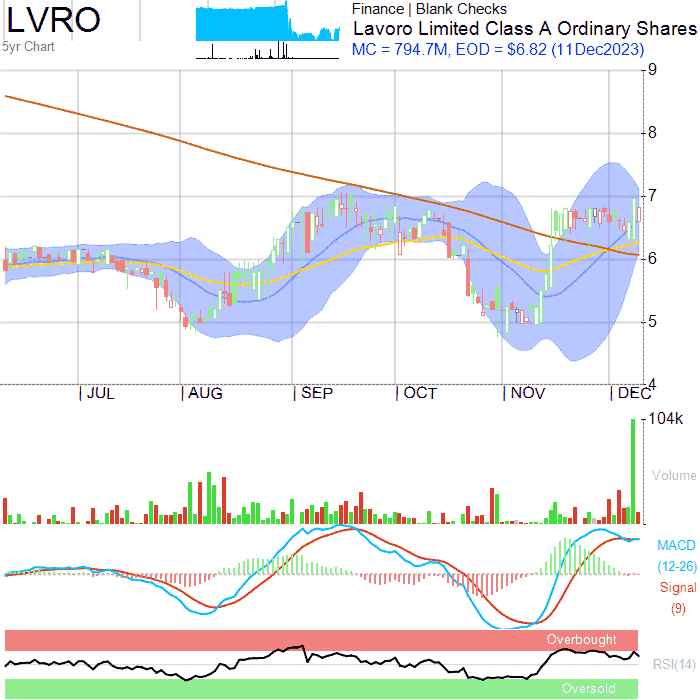 LVRO
5yr Chart
Finance | Blank Checks
Lavoro Limited Class A Ordinary Shares
MC = 794.7M, EOD = $6.82 (11Dec2023)
9
8
7
6
5
4
JUL AUG SEP OCT NOV DEC
104k
Volume
MACD
(12-26)
Signal
(9)
Overbought
RSI(14)
Oversold